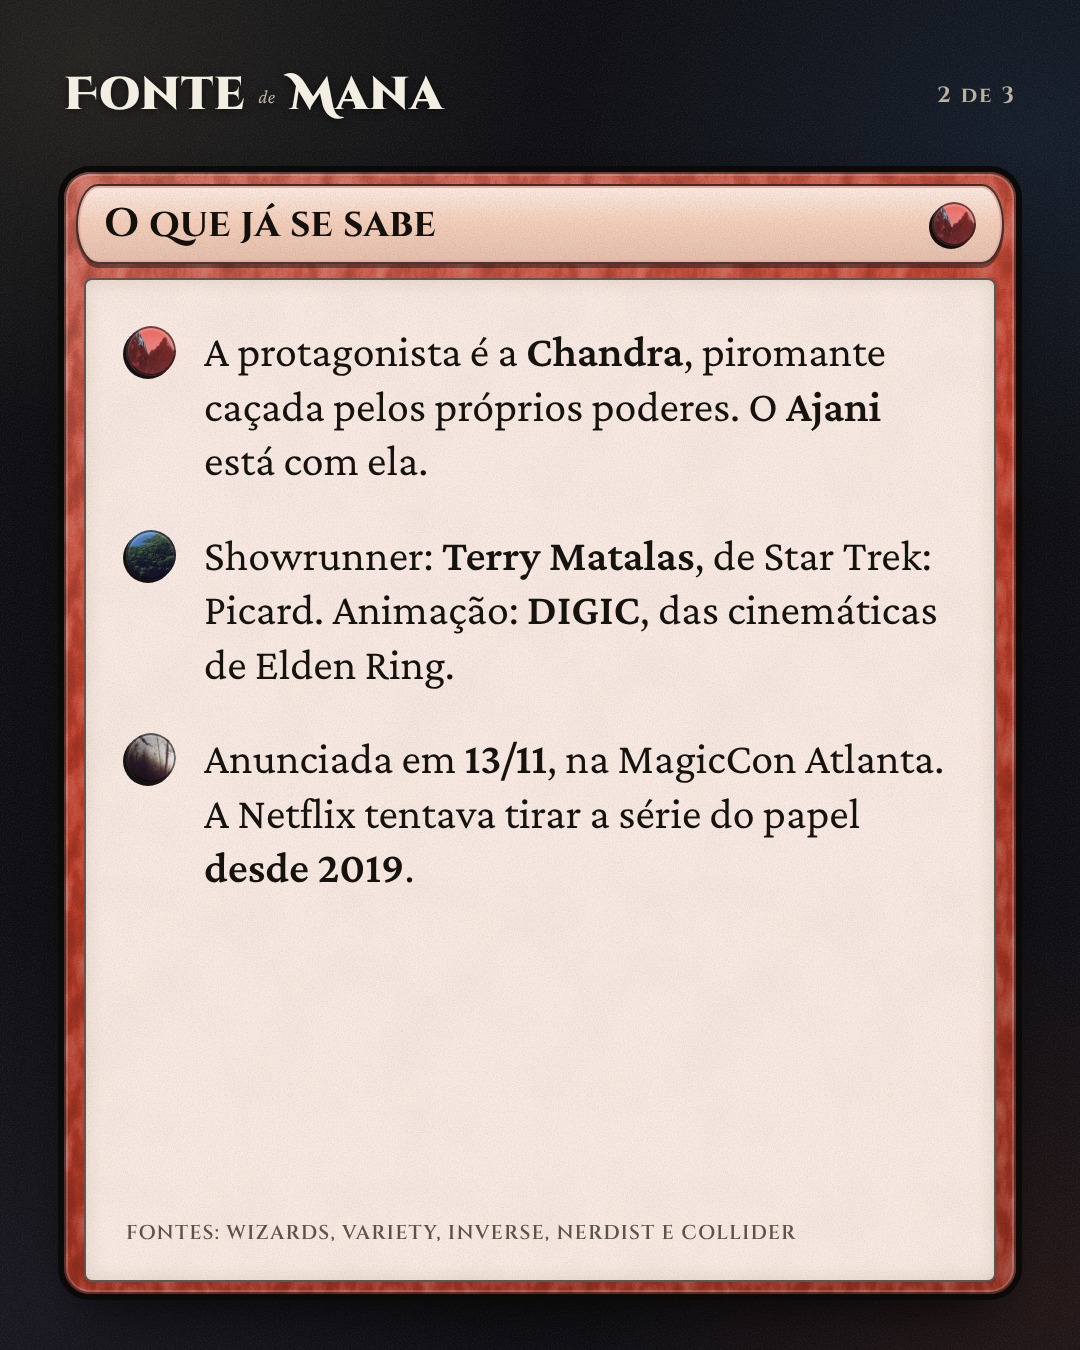 Fonte de Mana
2 de 3
O que já se sabe
A protagonista é a Chandra, piromante
caçada pelos próprios poderes. O Ajani
está com ela.
Showrunner: Terry Matalas, de Star Trek:
Picard. Animação: DIGIC, das cinemáticas
de Elden Ring.
Anunciada em 13/11, na MagicCon Atlanta.
A Netflix tentava tirar a série do papel
desde 2019.
FONTES: WIZARDS, VARIETY, INVERSE, NERDIST E COLLIDER